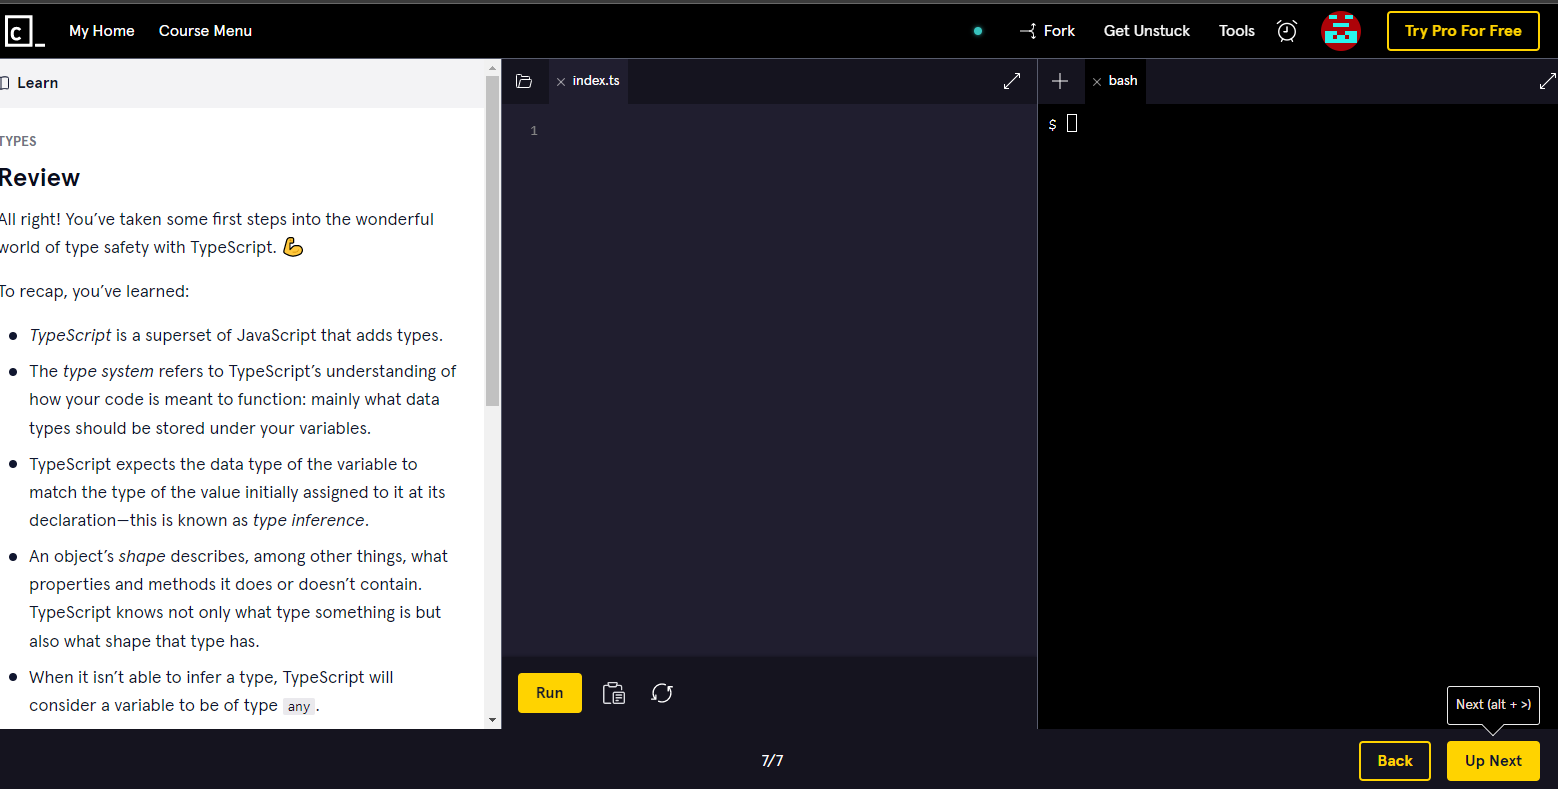 c_
My Home
Course Menu
Fork
Get Unstuck
Tools
Try Pro For Free
Learn
index.ts
bash
TYPES
Review
All right! You’ve taken some first steps into the wonderful
world of type safety with TypeScript. 💪
To recap, you’ve learned:
● TypeScript is a superset of JavaScript that adds types.
● The type system refers to TypeScript’s understanding of
how your code is meant to function: mainly what data
types should be stored under your variables.
● TypeScript expects the data type of the variable to
match the type of the value initially assigned to it at its
declaration—this is known as type inference.
● An object’s shape describes, among other things, what
properties and methods it does or doesn’t contain.
TypeScript knows not only what type something is but
also what shape that type has.
● When it isn’t able to infer a type, TypeScript will
consider a variable to be of type any.
1
$
Run
Next (alt + >)
7/7
Back
Up Next